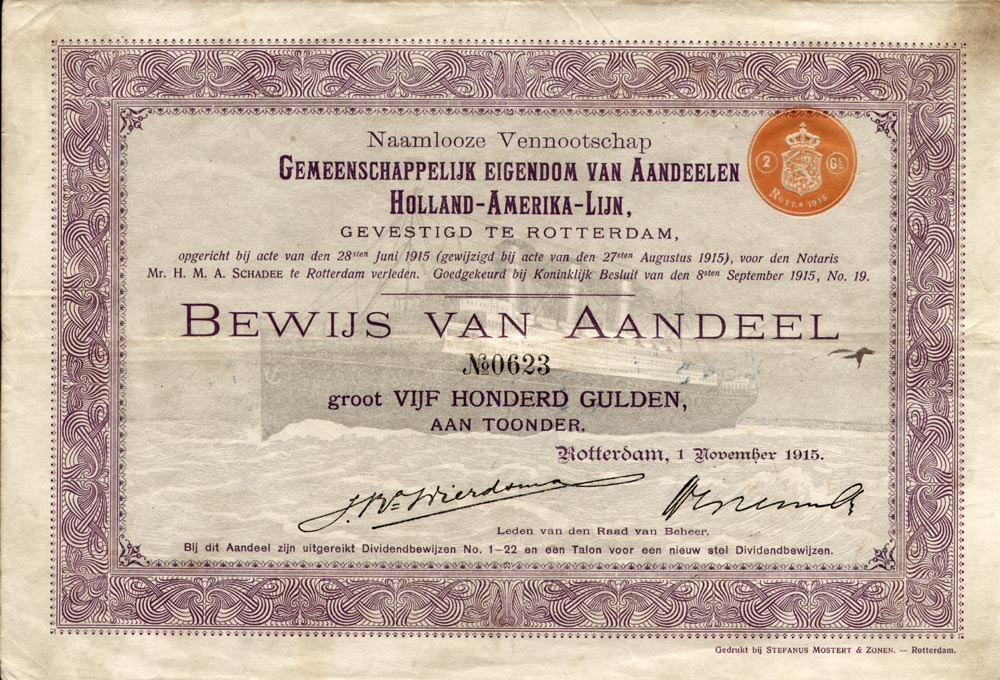 Naamlooze Vennootschap
GEMEENSCHAPPELIJK EIGENDOM VAN AANDEELEN
HOLLAND-AMERIKA-LIJN,
GEVESTIGD TE ROTTERDAM,
opgericht bij acte van den 28sten Juni 1915 (gewijzigd bij acte van den 27sten Augustus 1915), voor den Notaris
Mr. H. M. A. SCHADEE te Rotterdam verleden. Goedgekeurd bij Koninklijk Besluit van den 8sten September 1915, No. 19.
2 GL
ROTT. * 1915
BEWIJS VAN AANDEEL
№0623
groot VIJF HONDERD GULDEN,
AAN TOONDER.
Rotterdam, 1 November 1915.
Wierdsma
Leden van den Raad van Beheer.
Bij dit Aandeel zijn uitgereikt Dividendbewijzen No. 1–22 en een Talon voor een nieuw stel Dividendbewijzen.
Gedrukt bij STEFANUS MOSTERT & ZONEN. — Rotterdam.